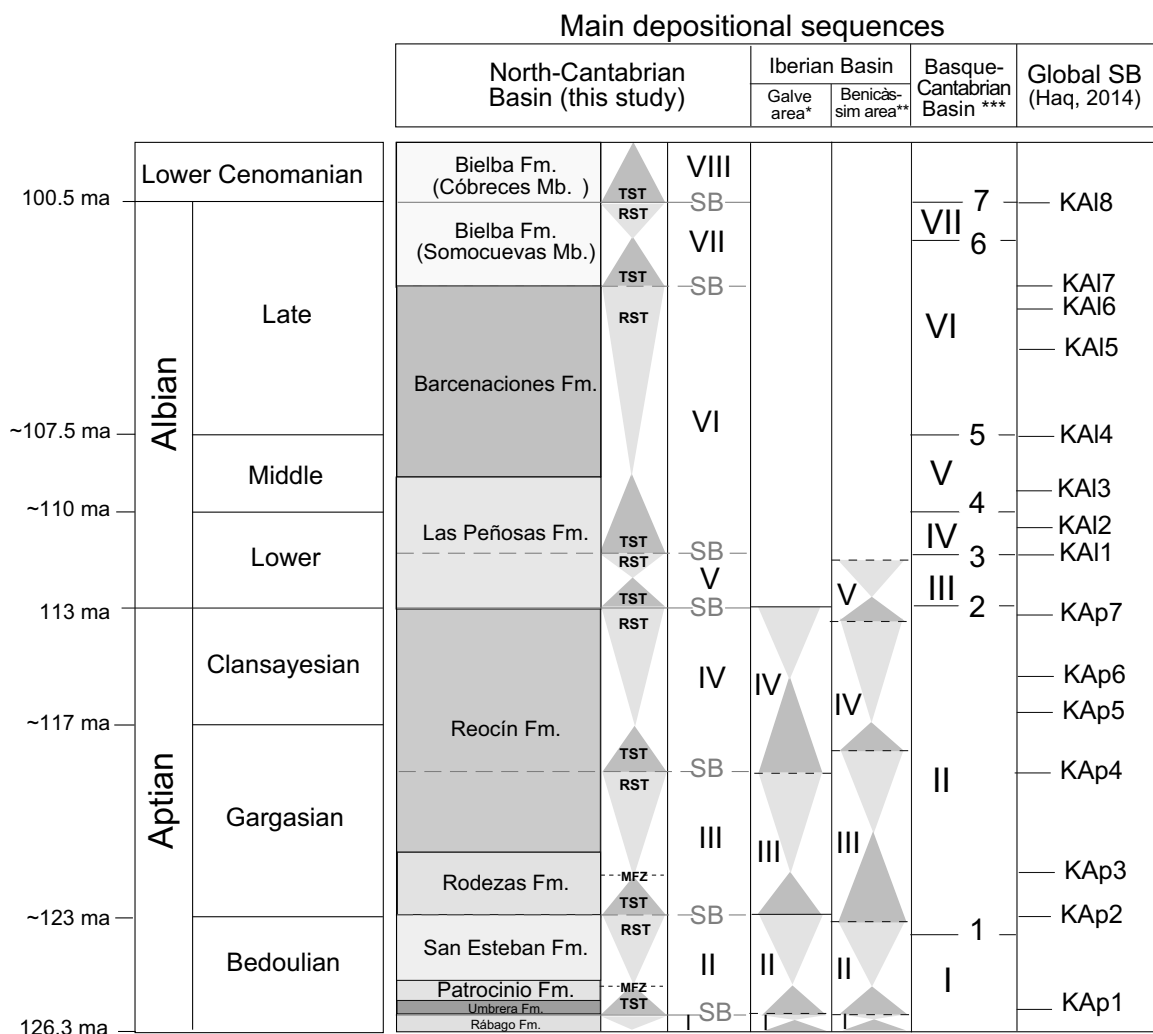 Main depositional sequences
North-Cantabrian
Basin (this study)
Iberian Basin
Galve
area*
Benicàs-
sim area**
Basque-
Cantabrian
Basin ***
Global SB
(Haq, 2014)
Lower Cenomanian
Bielba Fm.
(Cóbreces Mb. )
TST
VIII
100.5 ma
SB
7
KAl8
RST
Bielba Fm.
(Somocuevas Mb.)
VII
VII
6
TST
SB
KAl7
Albian
Late
RST
VI
KAl6
KAl5
Barcenaciones Fm.
VI
~107.5 ma
5
KAl4
Middle
V
KAl3
~110 ma
4
Las Peñosas Fm.
IV
KAl2
Lower
TST
SB
3
KAl1
RST
V
V
III
TST
113 ma
SB
2
KAp7
RST
Aptian
Clansayesian
IV
IV
IV
KAp6
KAp5
~117 ma
Reocín Fm.
TST
SB
II
KAp4
RST
Gargasian
III
III
III
MFZ
KAp3
Rodezas Fm.
TST
~123 ma
SB
KAp2
RST
1
San Esteban Fm.
Bedoulian
II
II
II
I
Patrocinio Fm.
MFZ
TST
Umbrera Fm.
SB
KAp1
Rábago Fm.
I
I
I
126.3 ma